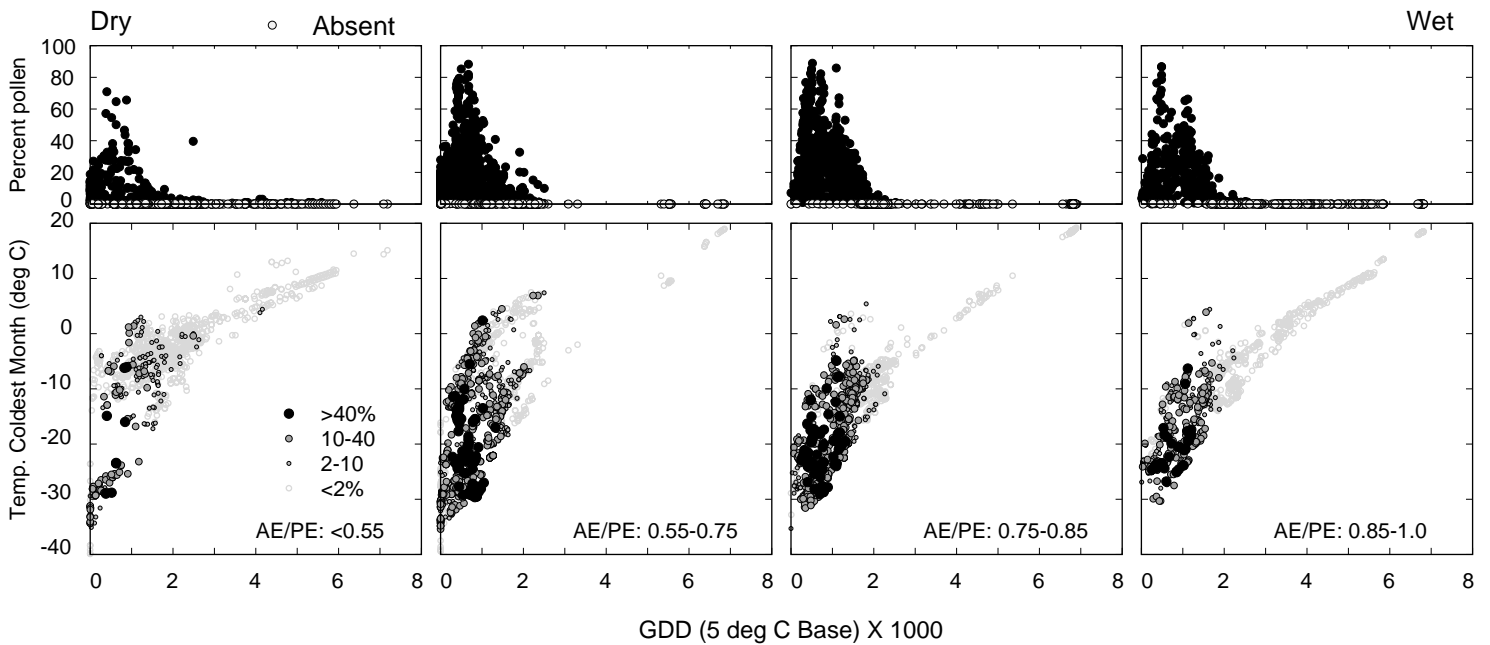 Dry
Absent
Wet
Percent pollen
100
80
60
40
20
0
Temp. Coldest Month (deg C)
20
10
0
-10
-20
-30
-40
>40%
10-40
2-10
<2%
AE/PE: <0.55
AE/PE: 0.55-0.75
AE/PE: 0.75-0.85
AE/PE: 0.85-1.0
0 2 4 6 8 0 2 4 6 8 0 2 4 6 8 0 2 4 6 8
GDD (5 deg C Base) X 1000